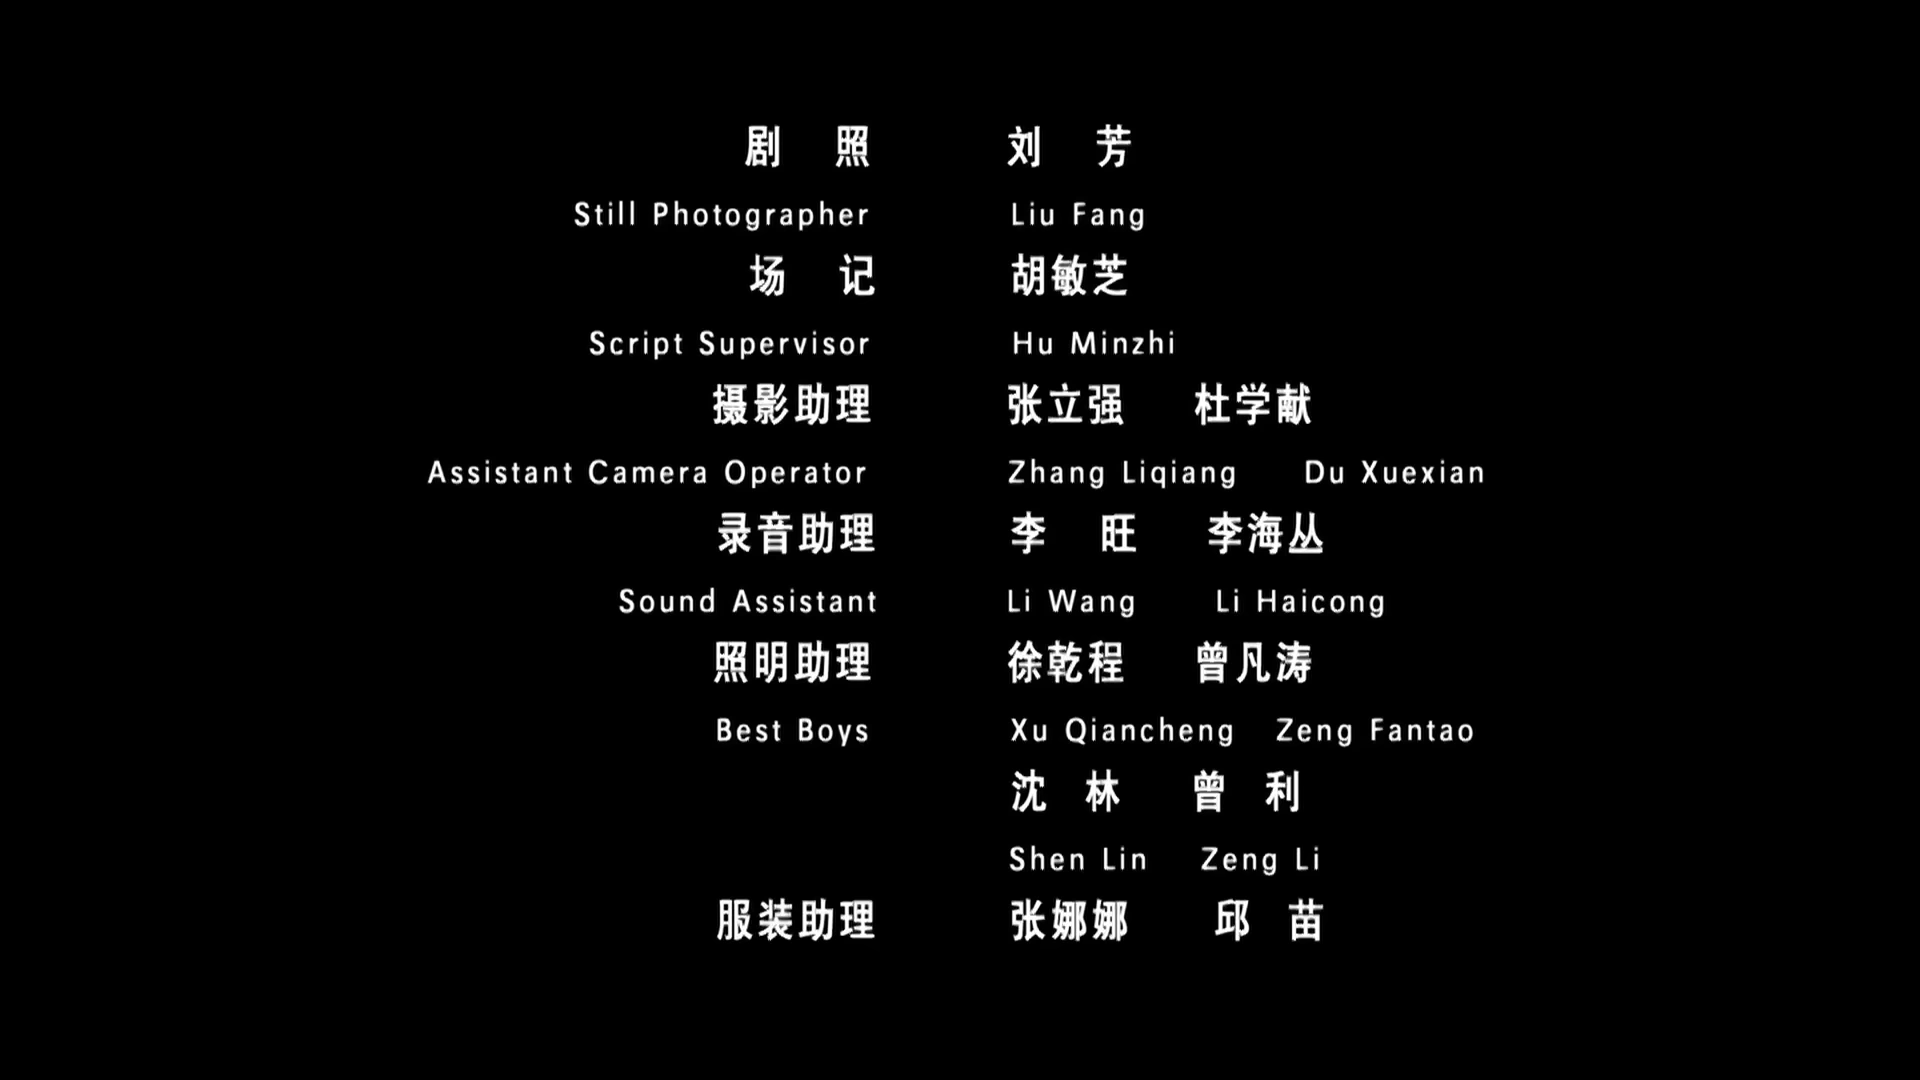 剧 照 刘 芳
Still Photographer Liu Fang
场 记 胡敏芝
Script Supervisor Hu Minzhi
摄影助理 张立强 杜学献
Assistant Camera Operator Zhang Liqiang Du Xuexian
录音助理 李 旺 李海丛
Sound Assistant Li Wang Li Haicong
照明助理 徐乾程 曾凡涛
Best Boys Xu Qiancheng Zeng Fantao
沈 林 曾 利
Shen Lin Zeng Li
服装助理 张娜娜 邱 苗